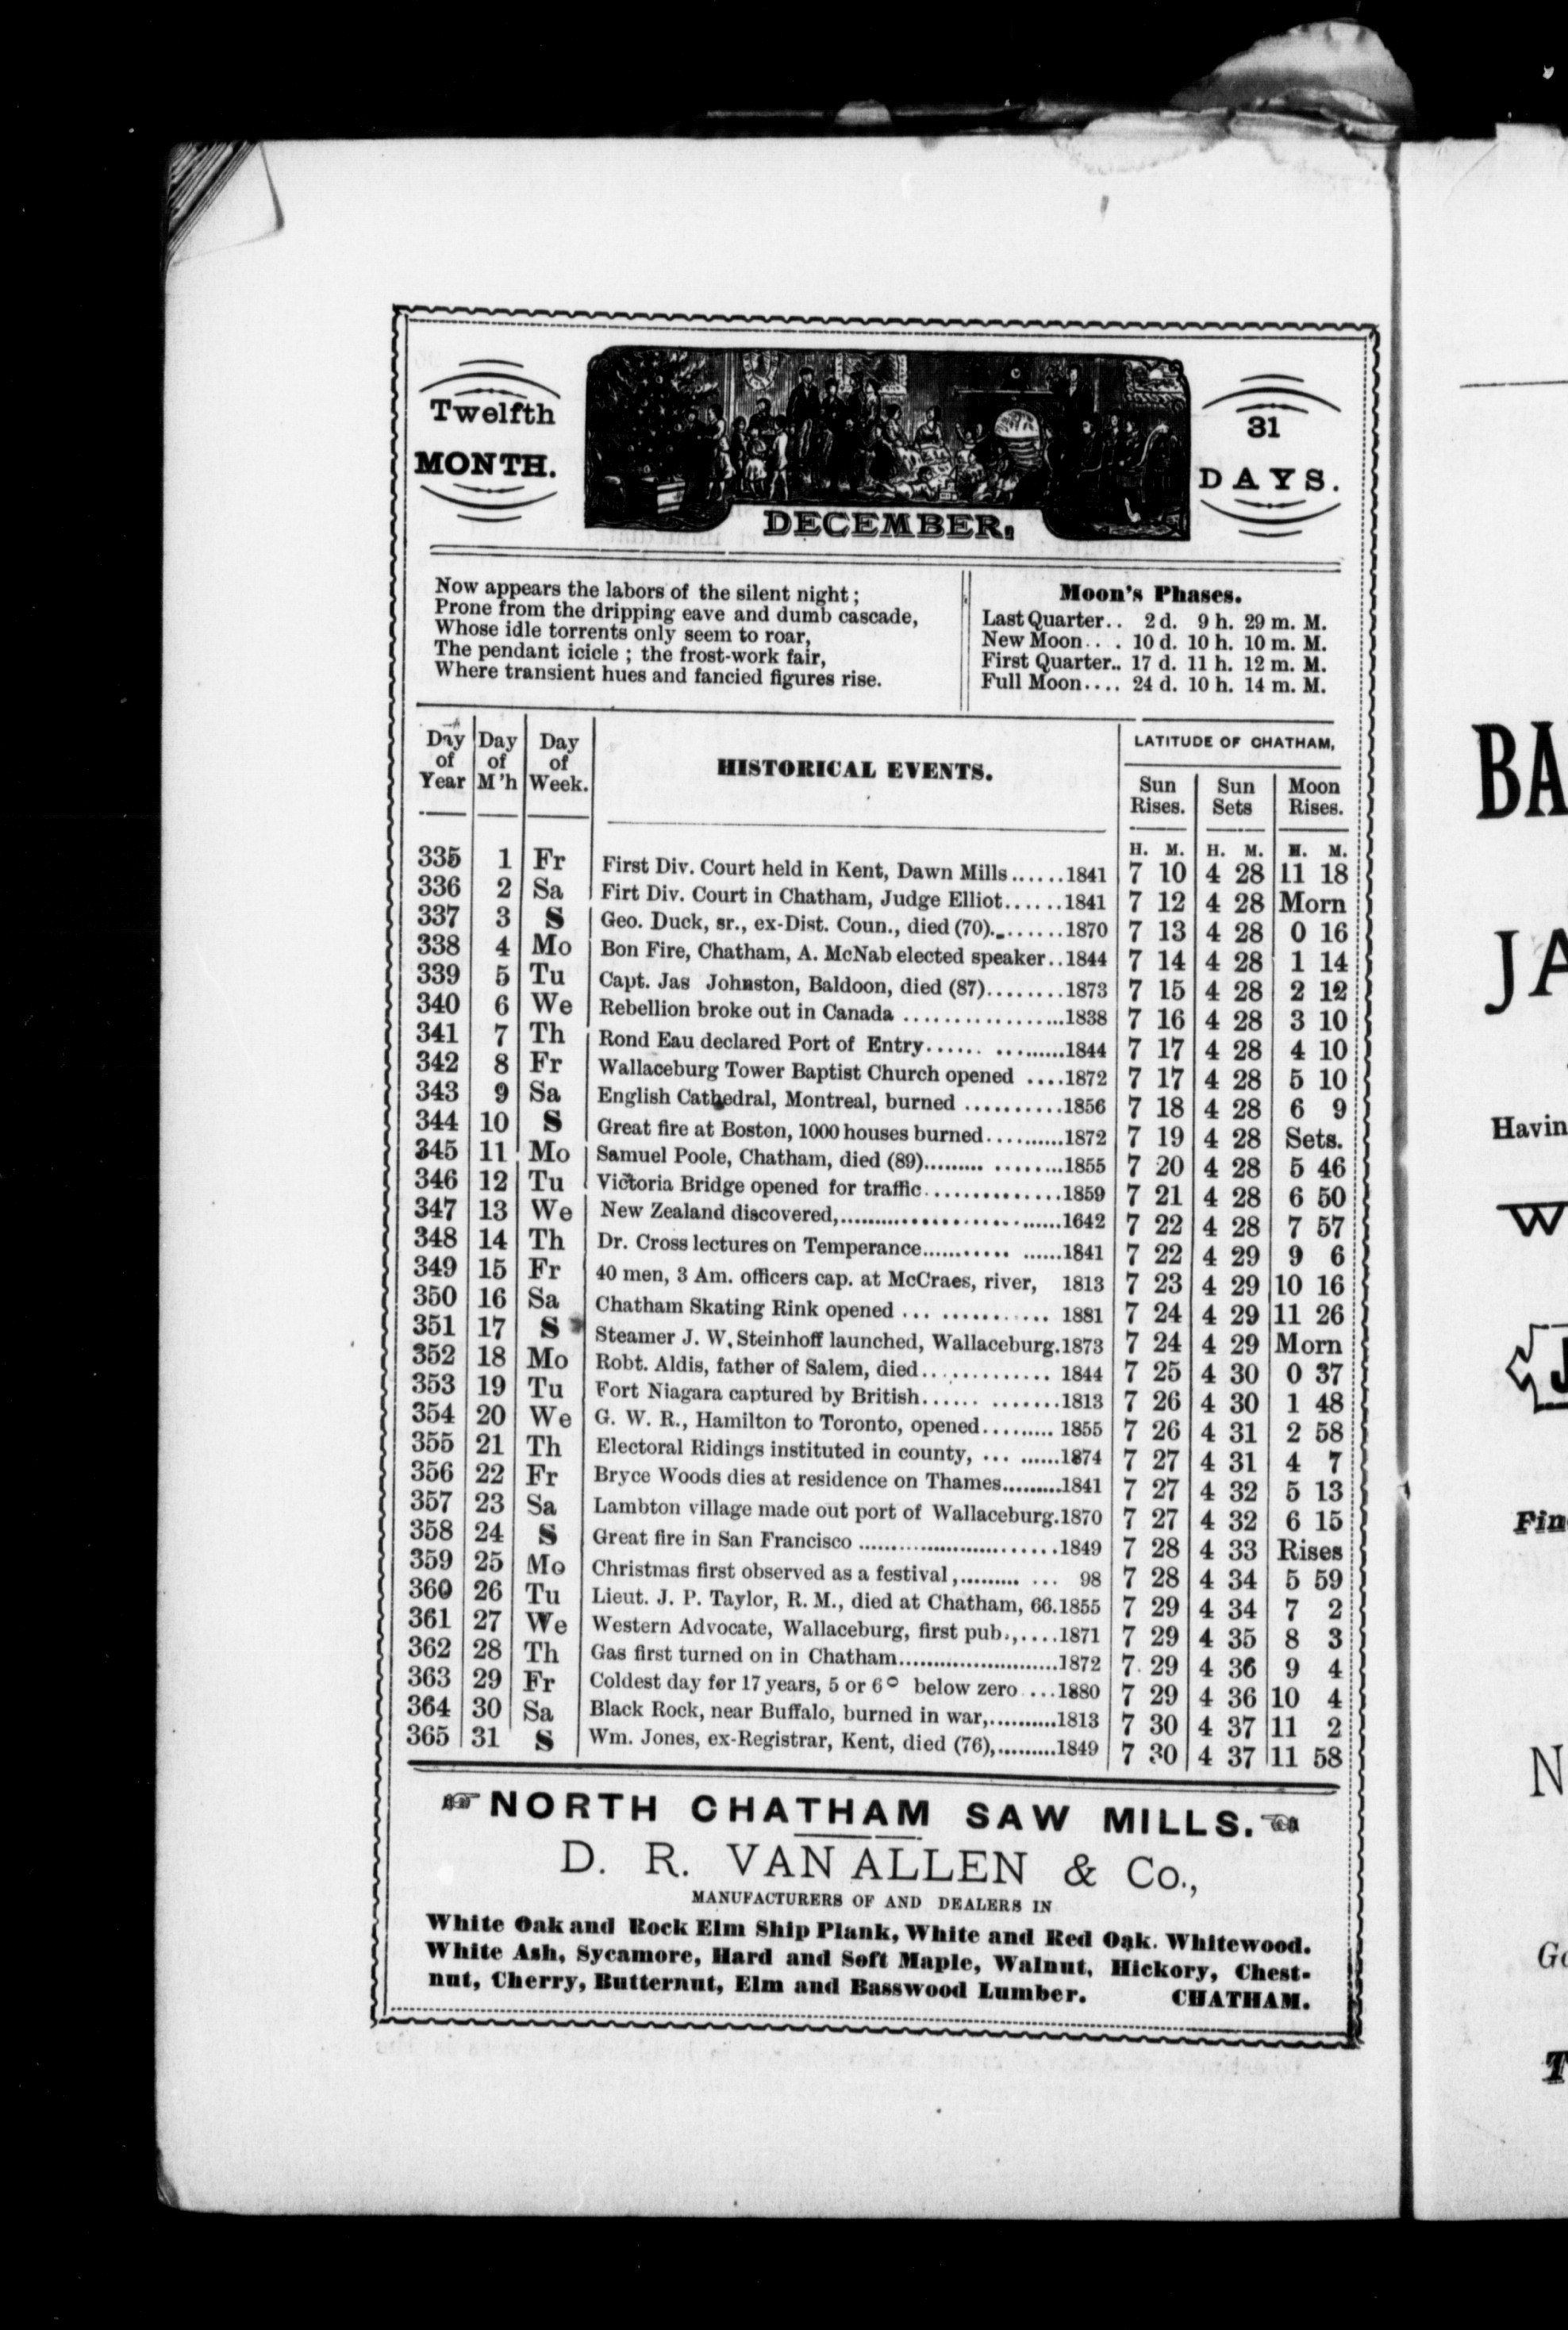 Twelfth
MONTH.
DECEMBER.
31
DAYS.
Now appears the labors of the silent night;
Prone from the dripping eave and dumb cascade,
Whose idle torrents only seem to roar,
The pendant icicle; the frost-work fair,
Where transient hues and fancied figures rise.
Moon's Phases.
Last Quarter.. 2 d. 9 h. 29 m. M.
New Moon.... 10 d. 10 h. 10 m. M.
First Quarter.. 17 d. 11 h. 12 m. M.
Full Moon.... 24 d. 10 h. 14 m. M.
Day of Year | Day of M'h | Day of Week. | HISTORICAL EVENTS. | LATITUDE OF CHATHAM,
Sun Rises. | Sun Sets | Moon Rises.
H. M. | H. M. | H. M.
335 1 Fr First Div. Court held in Kent, Dawn Mills......1841 7 10 4 28 11 18
336 2 Sa Firt Div. Court in Chatham, Judge Elliot......1841 7 12 4 28 Morn
337 3 S Geo. Duck, sr., ex-Dist. Coun., died (70)........1870 7 13 4 28 0 16
338 4 Mo Bon Fire, Chatham, A. McNab elected speaker..1844 7 14 4 28 1 14
339 5 Tu Capt. Jas Johnston, Baldoon, died (87)........1873 7 15 4 28 2 12
340 6 We Rebellion broke out in Canada ..................1838 7 16 4 28 3 10
341 7 Th Rond Eau declared Port of Entry...... ..........1844 7 17 4 28 4 10
342 8 Fr Wallaceburg Tower Baptist Church opened ....1872 7 17 4 28 5 10
343 9 Sa English Cathedral, Montreal, burned ..........1856 7 18 4 28 6 9
344 10 S Great fire at Boston, 1000 houses burned..........1872 7 19 4 28 Sets.
345 11 Mo Samuel Poole, Chatham, died (89)......... .........1855 7 20 4 28 5 46
346 12 Tu Victoria Bridge opened for traffic...............1859 7 21 4 28 6 50
347 13 We New Zealand discovered,..........................1642 7 22 4 28 7 57
348 14 Th Dr. Cross lectures on Temperance........... ......1841 7 22 4 29 9 6
349 15 Fr 40 men, 3 Am. officers cap. at McCraes, river, 1813 7 23 4 29 10 16
350 16 Sa Chatham Skating Rink opened ... ............ 1881 7 24 4 29 11 26
351 17 S Steamer J. W. Steinhoff launched, Wallaceburg.1873 7 24 4 29 Morn
352 18 Mo Robt. Aldis, father of Salem, died.............. 1844 7 25 4 30 0 37
353 19 Tu Fort Niagara captured by British...... .......1813 7 26 4 30 1 48
354 20 We G. W. R., Hamilton to Toronto, opened......... 1855 7 26 4 31 2 58
355 21 Th Electoral Ridings instituted in county, ... ......1874 7 27 4 31 4 7
356 22 Fr Bryce Woods dies at residence on Thames.........1841 7 27 4 32 5 13
357 23 Sa Lambton village made out port of Wallaceburg.1870 7 27 4 32 6 15
358 24 S Great fire in San Francisco ..............................1849 7 28 4 33 Rises
359 25 Mo Christmas first observed as a festival,......... ... 98 7 28 4 34 5 59
360 26 Tu Lieut. J. P. Taylor, R. M., died at Chatham, 66.1855 7 29 4 34 7 2
361 27 We Western Advocate, Wallaceburg, first pub.,....1871 7 29 4 35 8 3
362 28 Th Gas first turned on in Chatham.........................1872 7 29 4 36 9 4
363 29 Fr Coldest day for 17 years, 5 or 6° below zero ...1880 7 29 4 36 10 4
364 30 Sa Black Rock, near Buffalo, burned in war,..........1813 7 30 4 37 11 2
365 31 S Wm. Jones, ex-Registrar, Kent, died (76),..........1849 7 30 4 37 11 58
NORTH CHATHAM SAW MILLS.
D. R. VAN ALLEN & Co.,
MANUFACTURERS OF AND DEALERS IN
White Oak and Rock Elm Ship Plank, White and Red Oak. Whitewood.
White Ash, Sycamore, Hard and Soft Maple, Walnut, Hickory, Chest-
nut, Cherry, Butternut, Elm and Basswood Lumber. CHATHAM.
BA
JA
Havin
W
J
Fin
N
Go
T